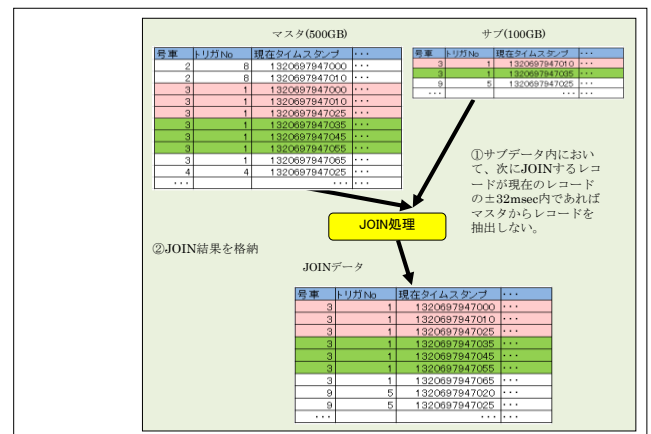 マスタ(500GB)
サブ(100GB)
号車 トリガNo 現在タイムスタンプ ・・・
2 8 1320697947000 ・・・
2 8 1320697947010 ・・・
3 1 1320697947000 ・・・
3 1 1320697947010 ・・・
3 1 1320697947025 ・・・
3 1 1320697947035 ・・・
3 1 1320697947045 ・・・
3 1 1320697947055 ・・・
3 1 1320697947065 ・・・
4 4 1320697947025 ・・・
・・・ ・・・ ・・・
号車 トリガNo 現在タイムスタンプ ・・・
3 1 1320697947010 ・・・
3 1 1320697947035 ・・・
9 5 1320697947025 ・・・
・・・ ・・・ ・・・
①サブデータ内におい
て、次にJOINするレコ
ードが現在のレコード
の±32msec内であれば
マスタからレコードを
抽出しない。
JOIN処理
②JOIN結果を格納
JOINデータ
号車 トリガNo 現在タイムスタンプ ・・・
3 1 1320697947000 ・・・
3 1 1320697947010 ・・・
3 1 1320697947025 ・・・
3 1 1320697947035 ・・・
3 1 1320697947045 ・・・
3 1 1320697947055 ・・・
3 1 1320697947065 ・・・
9 5 1320697947020 ・・・
9 5 1320697947025 ・・・
・・・ ・・・ ・・・